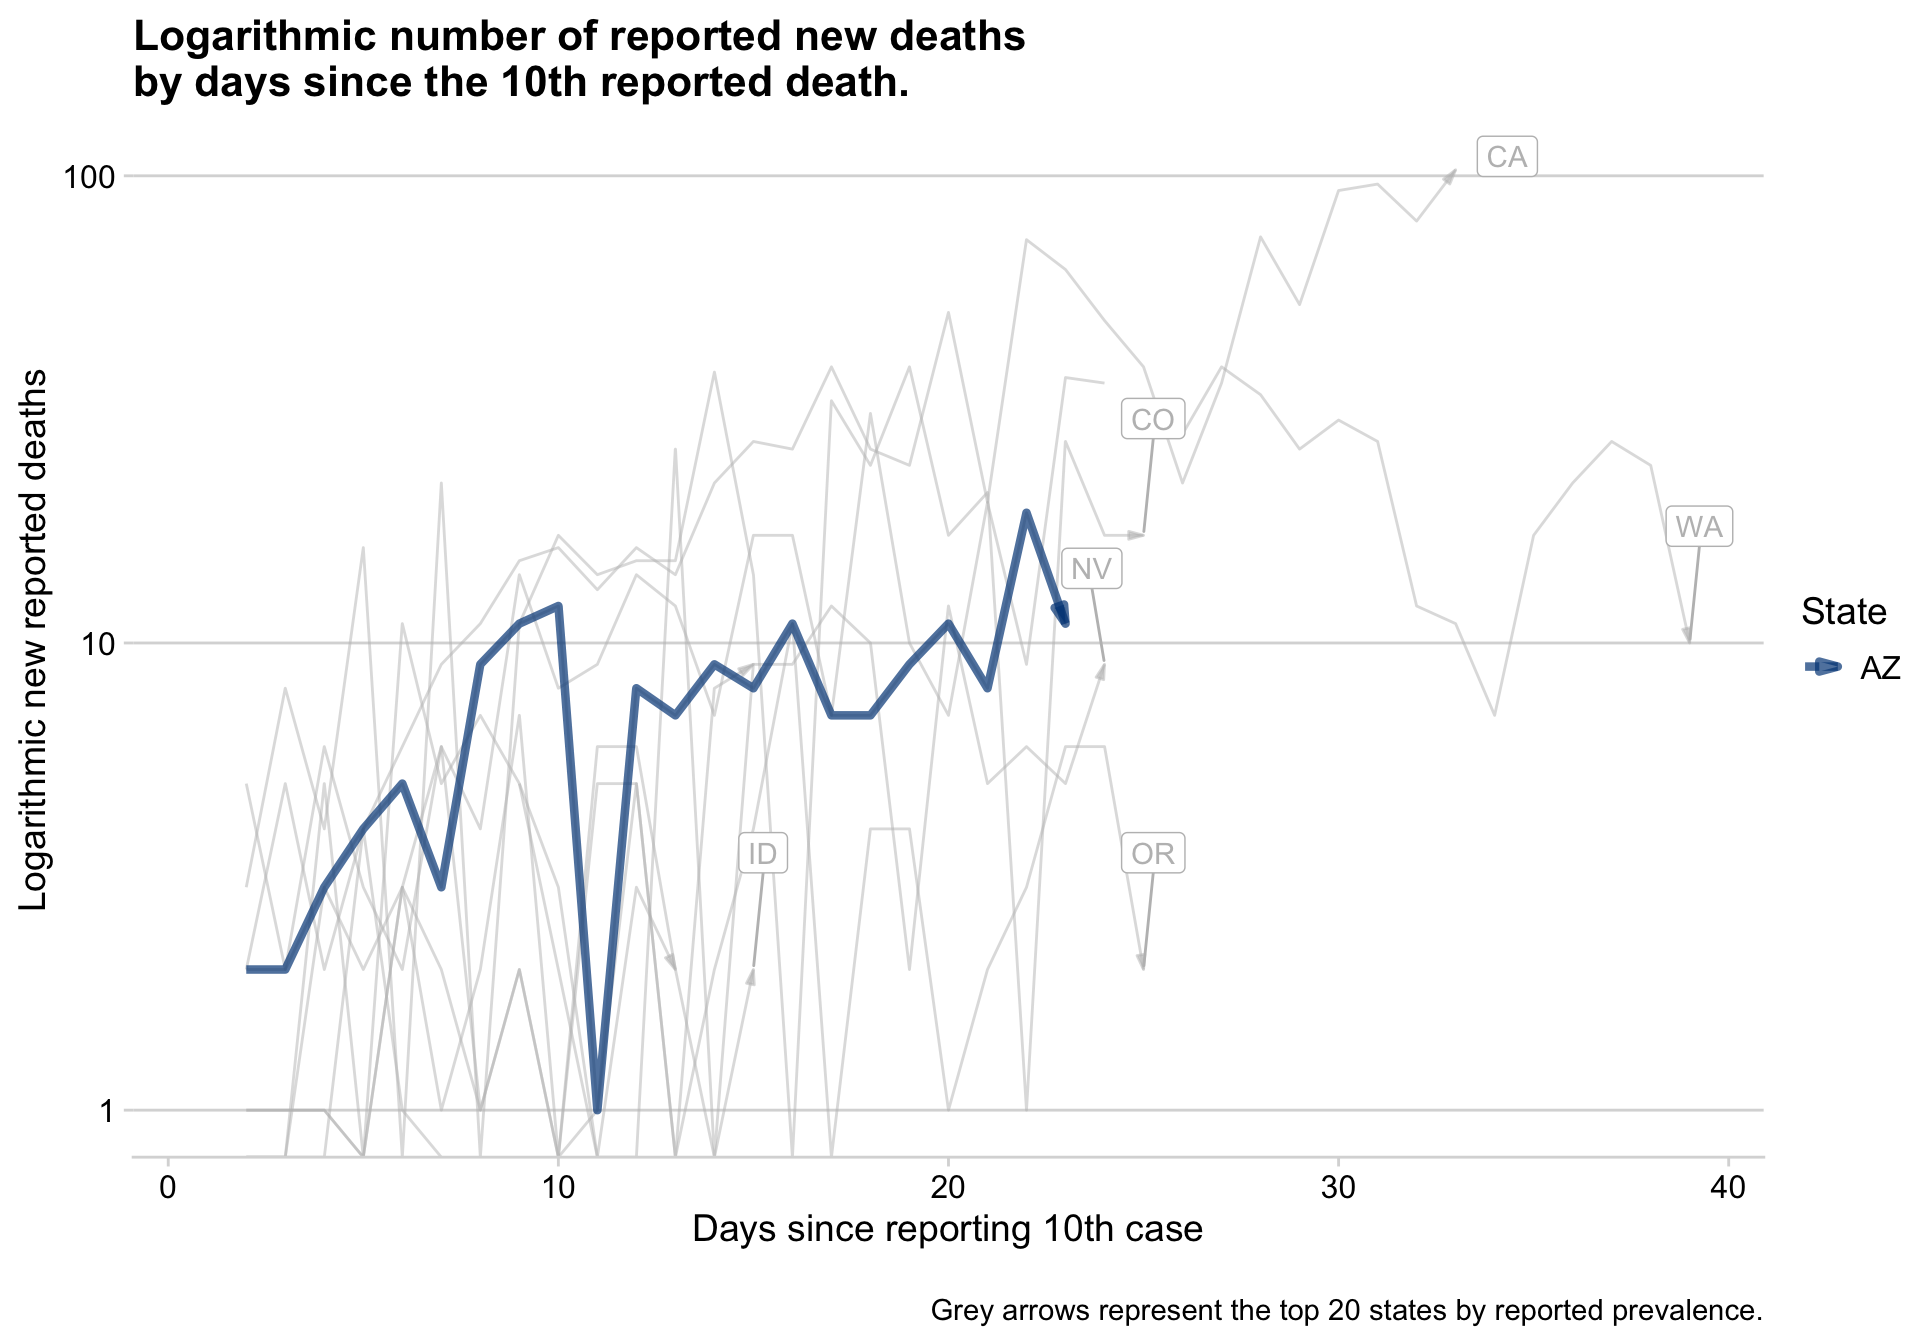 Logarithmic number of reported new deaths
by days since the 10th reported death.
Logarithmic new reported deaths
100
10
1
CA
CO
WA
NV
ID
OR
State
AZ
0
10
20
30
40
Days since reporting 10th case
Grey arrows represent the top 20 states by reported prevalence.